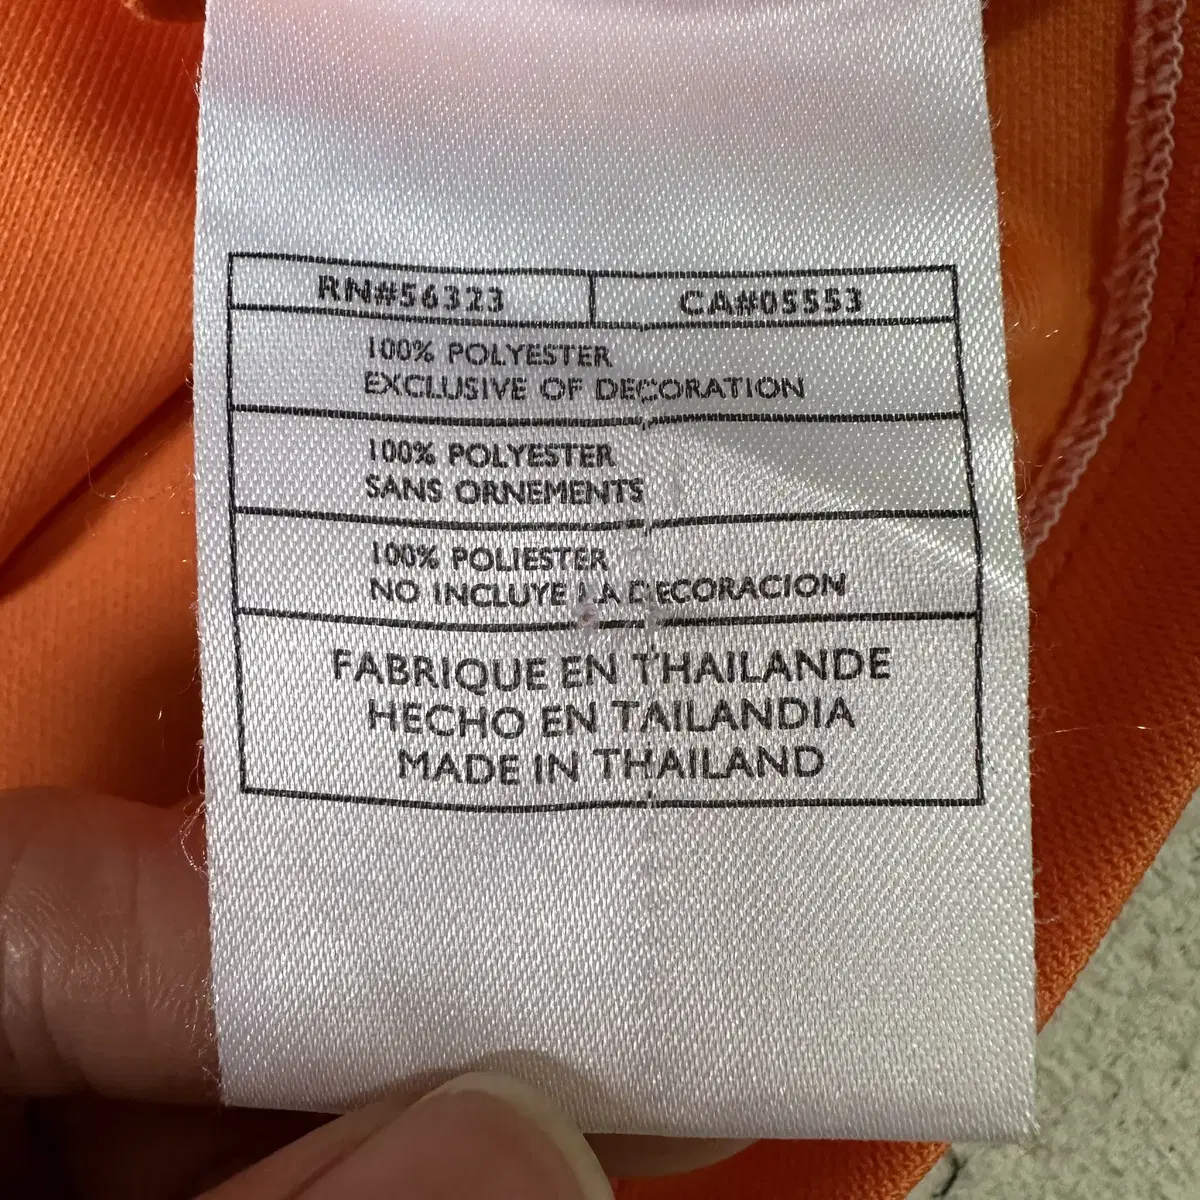 RN#56323 CA#05553
100% POLYESTER
EXCLUSIVE OF DECORATION
100% POLYESTER
SANS ORNEMENTS
100% POLIESTER
NO INCLUYE LA DECORACION
FABRIQUE EN THAILANDE
HECHO EN TAILANDIA
MADE IN THAILAND